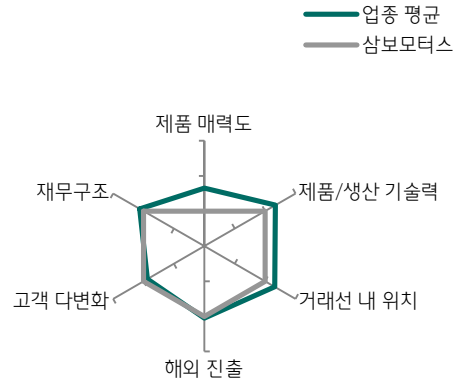 업종 평균
삼보모터스
제품 매력도
재무구조
제품/생산 기술력
고객 다변화
거래선 내 위치
해외 진출